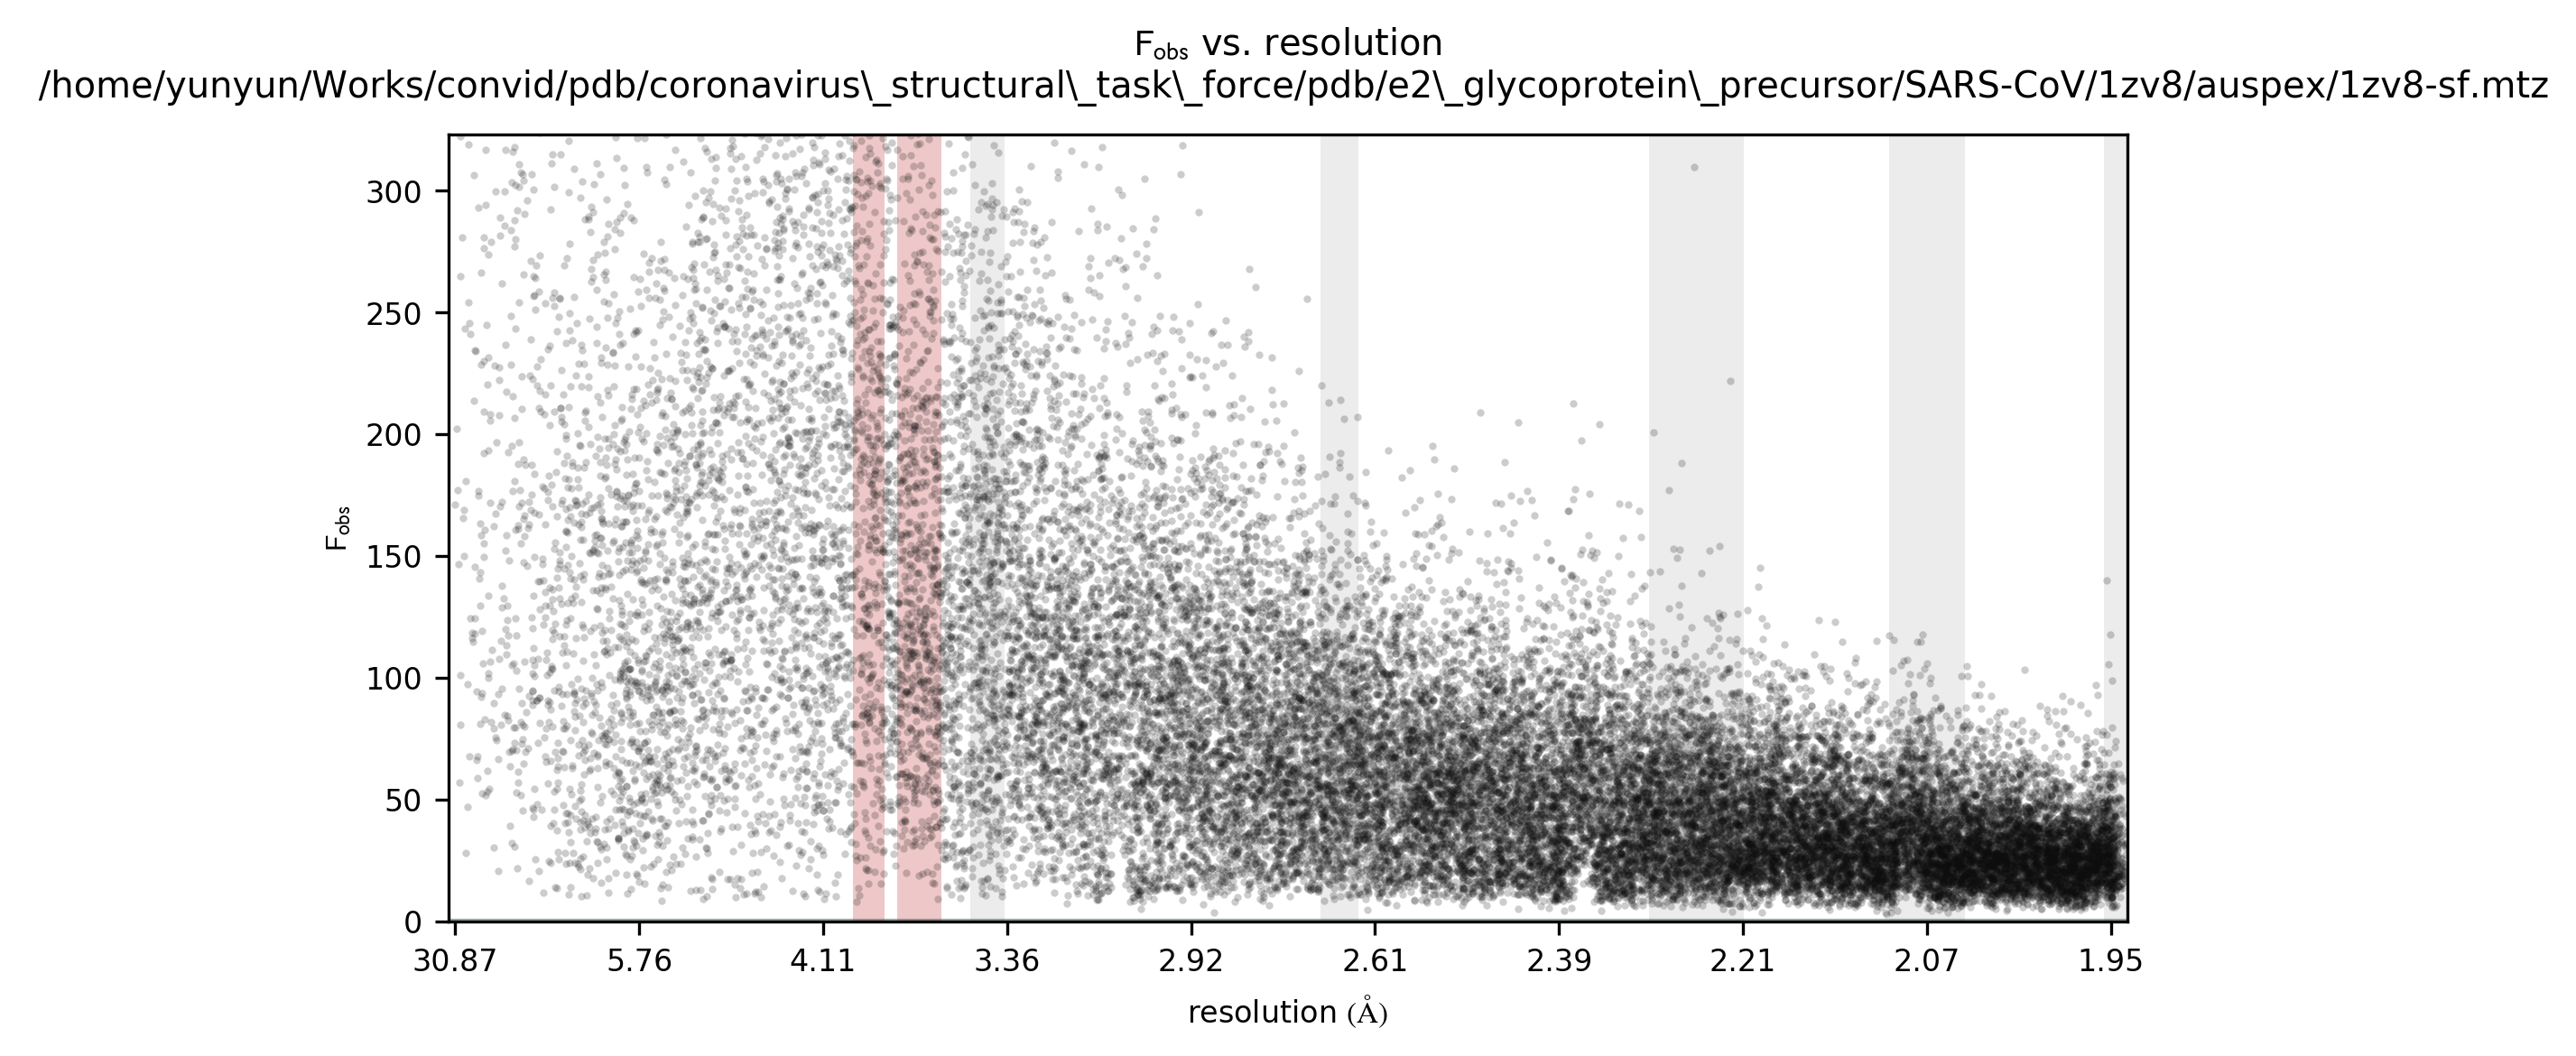 F_obs vs. resolution
/home/yunyun/Works/convid/pdb/coronavirus\_structural\_task\_force/pdb/e2\_glycoprotein\_precursor/SARS-CoV/1zv8/auspex/1zv8-sf.mtz
300
250
200
150
100
50
0
F_obs
30.87 5.76 4.11 3.36 2.92 2.61 2.39 2.21 2.07 1.95
resolution (Å)